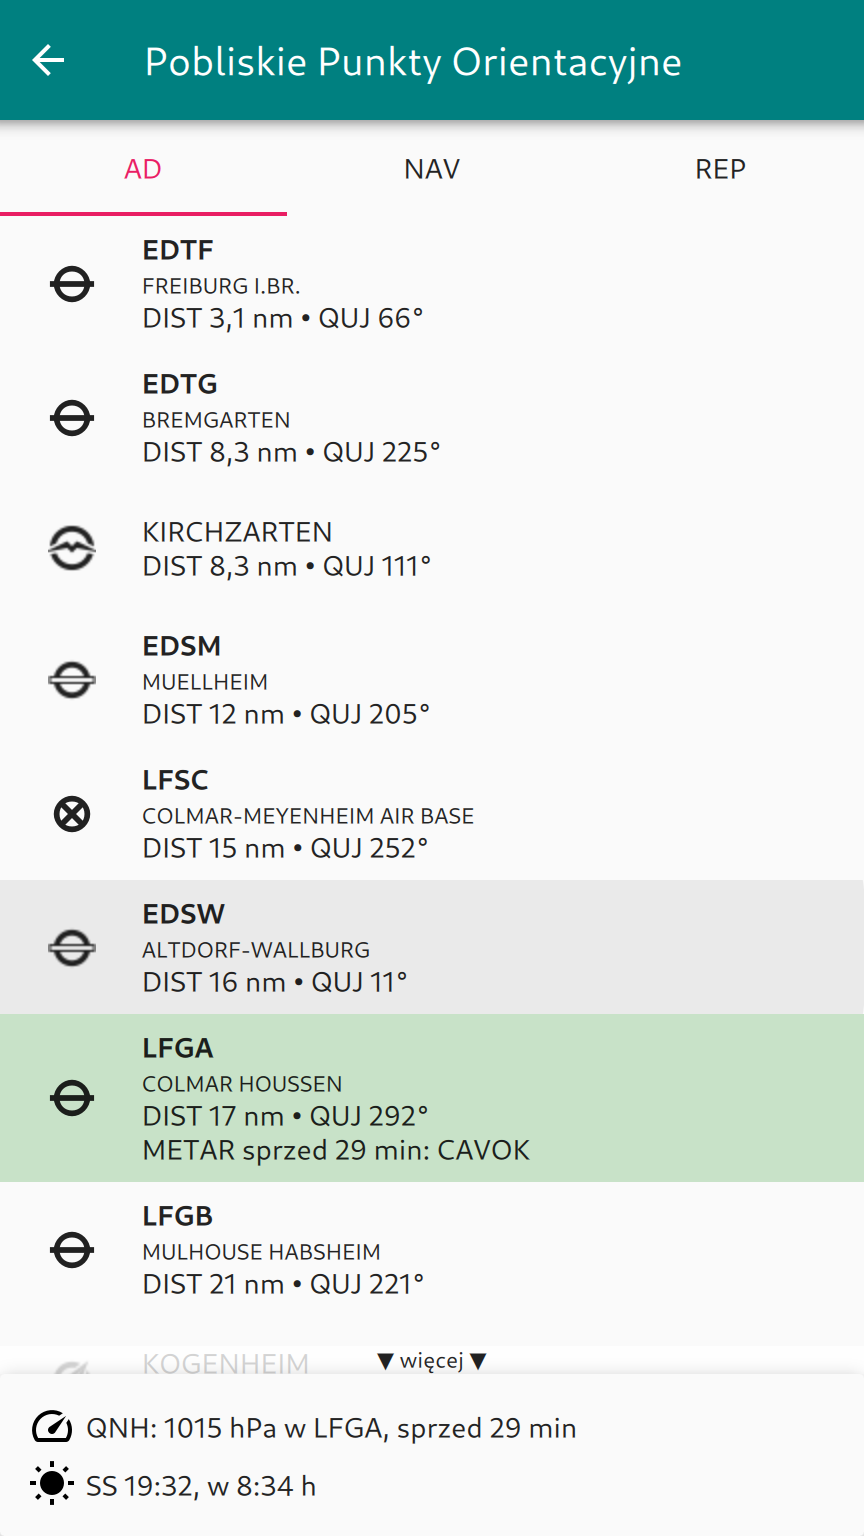 Pobliskie Punkty Orientacyjne
AD
NAV
REP
EDTF
FREIBURG I.BR.
DIST 3,1 nm • QUJ 66°
EDTG
BREMGARTEN
DIST 8,3 nm • QUJ 225°
KIRCHZARTEN
DIST 8,3 nm • QUJ 111°
EDSM
MUELLHEIM
DIST 12 nm • QUJ 205°
LFSC
COLMAR-MEYENHEIM AIR BASE
DIST 15 nm • QUJ 252°
EDSW
ALTDORF-WALLBURG
DIST 16 nm • QUJ 11°
LFGA
COLMAR HOUSSEN
DIST 17 nm • QUJ 292°
METAR sprzed 29 min: CAVOK
LFGB
MULHOUSE HABSHEIM
DIST 21 nm • QUJ 221°
KOGENHEIM
▼ więcej ▼
QNH: 1015 hPa w LFGA, sprzed 29 min
SS 19:32, w 8:34 h